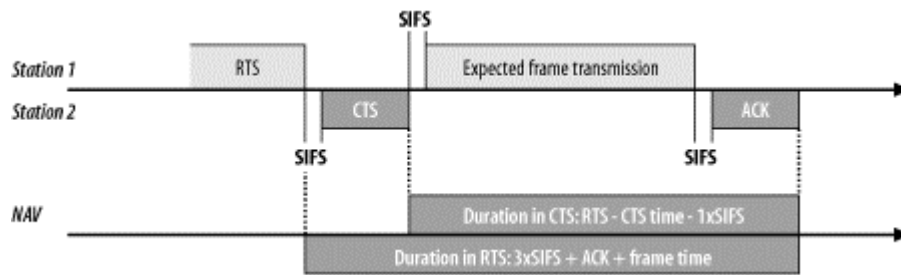 SIFS
Station 1
RTS
Expected frame transmission
Station 2
CTS
ACK
SIFS
SIFS
NAV
Duration in CTS: RTS - CTS time - 1xSIFS
Duration in RTS: 3xSIFS + ACK + frame time